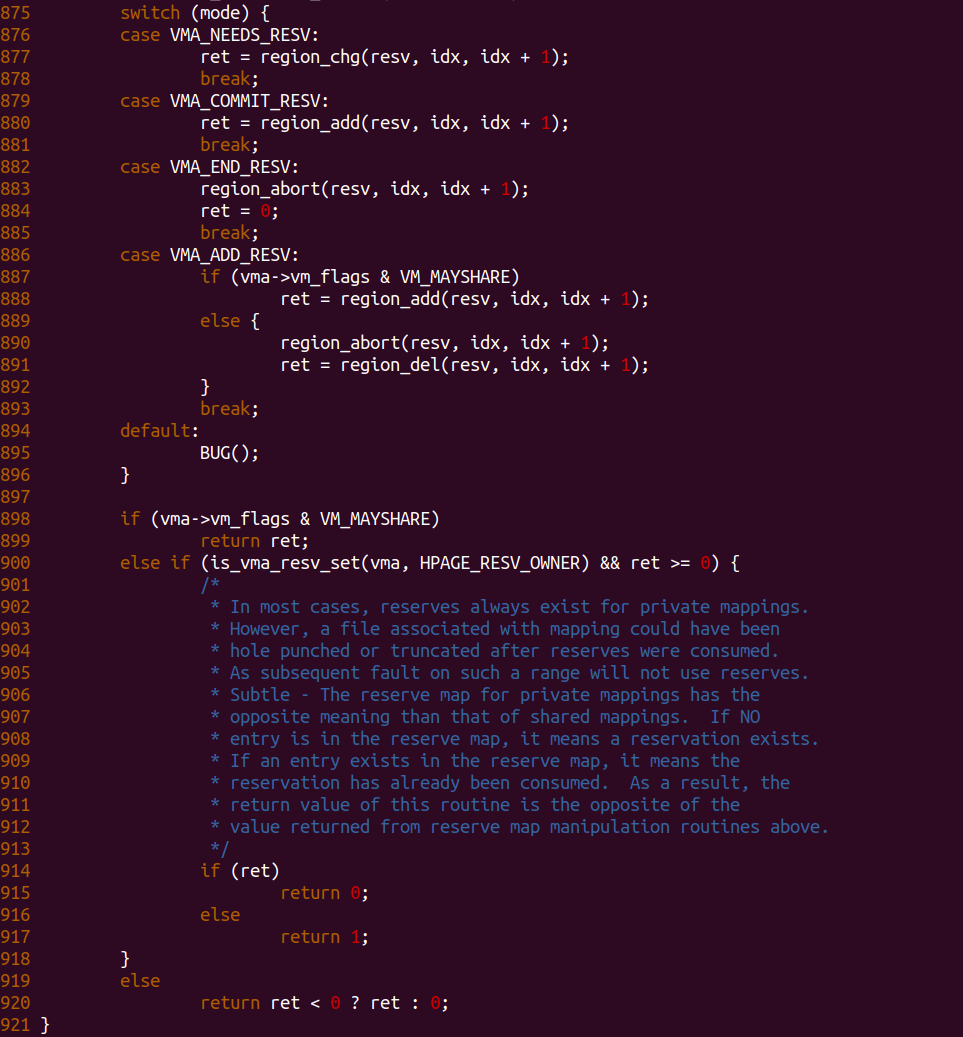 875         switch (mode) {
876         case VMA_NEEDS_RESV:
877                 ret = region_chg(resv, idx, idx + 1);
878                 break;
879         case VMA_COMMIT_RESV:
880                 ret = region_add(resv, idx, idx + 1);
881                 break;
882         case VMA_END_RESV:
883                 region_abort(resv, idx, idx + 1);
884                 ret = 0;
885                 break;
886         case VMA_ADD_RESV:
887                 if (vma->vm_flags & VM_MAYSHARE)
888                         ret = region_add(resv, idx, idx + 1);
889                 else {
890                         region_abort(resv, idx, idx + 1);
891                         ret = region_del(resv, idx, idx + 1);
892                 }
893                 break;
894         default:
895                 BUG();
896         }
897
898         if (vma->vm_flags & VM_MAYSHARE)
899                 return ret;
900         else if (is_vma_resv_set(vma, HPAGE_RESV_OWNER) && ret >= 0) {
901                 /*
902                  * In most cases, reserves always exist for private mappings.
903                  * However, a file associated with mapping could have been
904                  * hole punched or truncated after reserves were consumed.
905                  * As subsequent fault on such a range will not use reserves.
906                  * Subtle - The reserve map for private mappings has the
907                  * opposite meaning than that of shared mappings.  If NO
908                  * entry is in the reserve map, it means a reservation exists.
909                  * If an entry exists in the reserve map, it means the
910                  * reservation has already been consumed.  As a result, the
911                  * return value of this routine is the opposite of the
912                  * value returned from reserve map manipulation routines above.
913                  */
914                 if (ret)
915                         return 0;
916                 else
917                         return 1;
918         }
919         else
920                 return ret < 0 ? ret : 0;
921 }